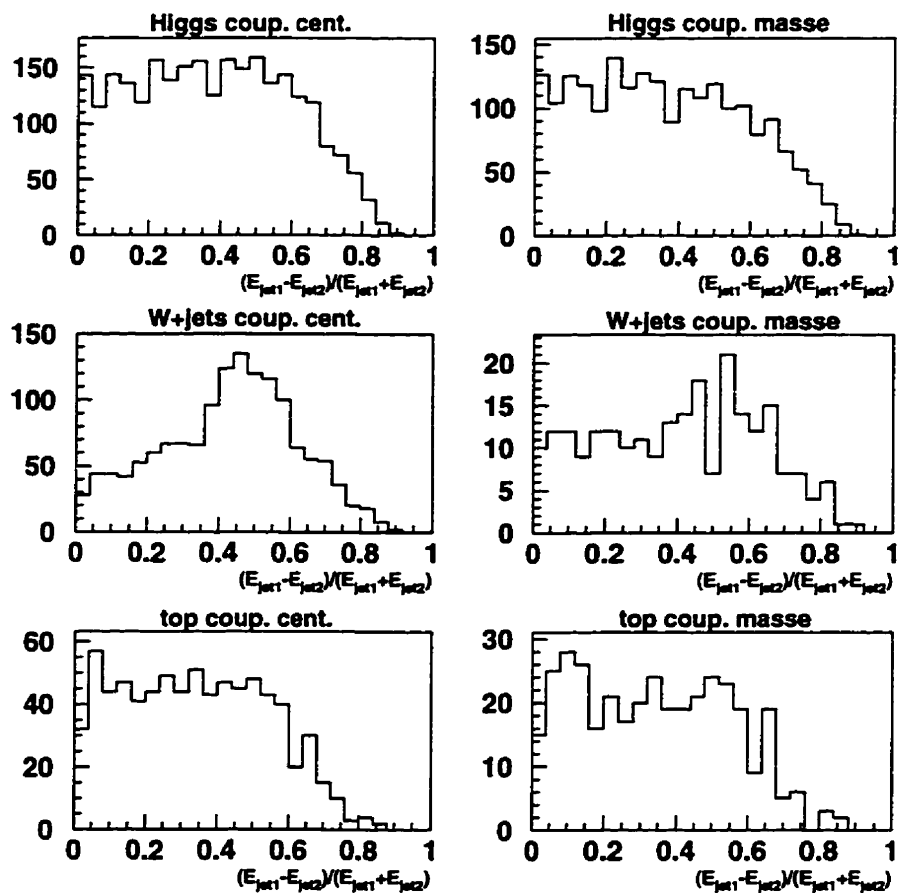 Higgs coup. cent.
150
100
50
0
0 0.2 0.4 0.6 0.8 1
(E_jet1-E_jet2)/(E_jet1+E_jet2)
Higgs coup. masse
150
100
50
0
0 0.2 0.4 0.6 0.8 1
(E_jet1-E_jet2)/(E_jet1+E_jet2)
W+jets coup. cent.
150
100
50
0
0 0.2 0.4 0.6 0.8 1
(E_jet1-E_jet2)/(E_jet1+E_jet2)
W+jets coup. masse
20
15
10
5
0
0 0.2 0.4 0.6 0.8 1
(E_jet1-E_jet2)/(E_jet1+E_jet2)
top coup. cent.
60
40
20
0
0 0.2 0.4 0.6 0.8 1
(E_jet1-E_jet2)/(E_jet1+E_jet2)
top coup. masse
30
20
10
0
0 0.2 0.4 0.6 0.8 1
(E_jet1-E_jet2)/(E_jet1+E_jet2)